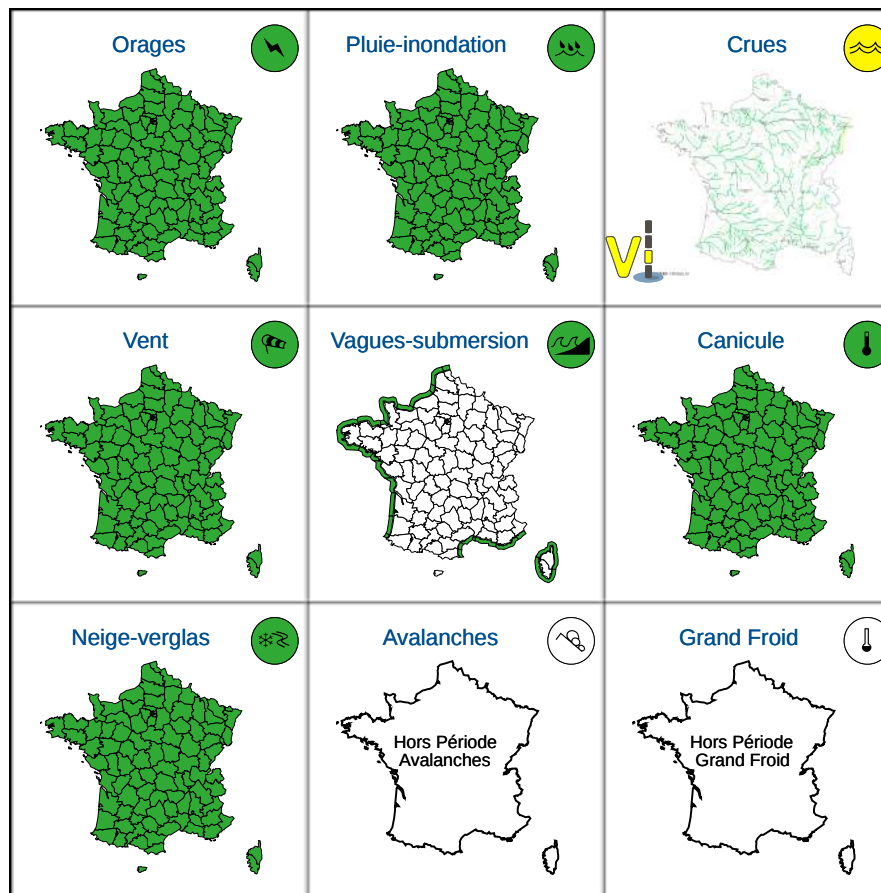 Orages
Pluie-inondation
Crues
Vi
Vent
Vagues-submersion
Canicule
Neige-verglas
Avalanches
Grand Froid
Hors Période
Avalanches
Hors Période
Grand Froid